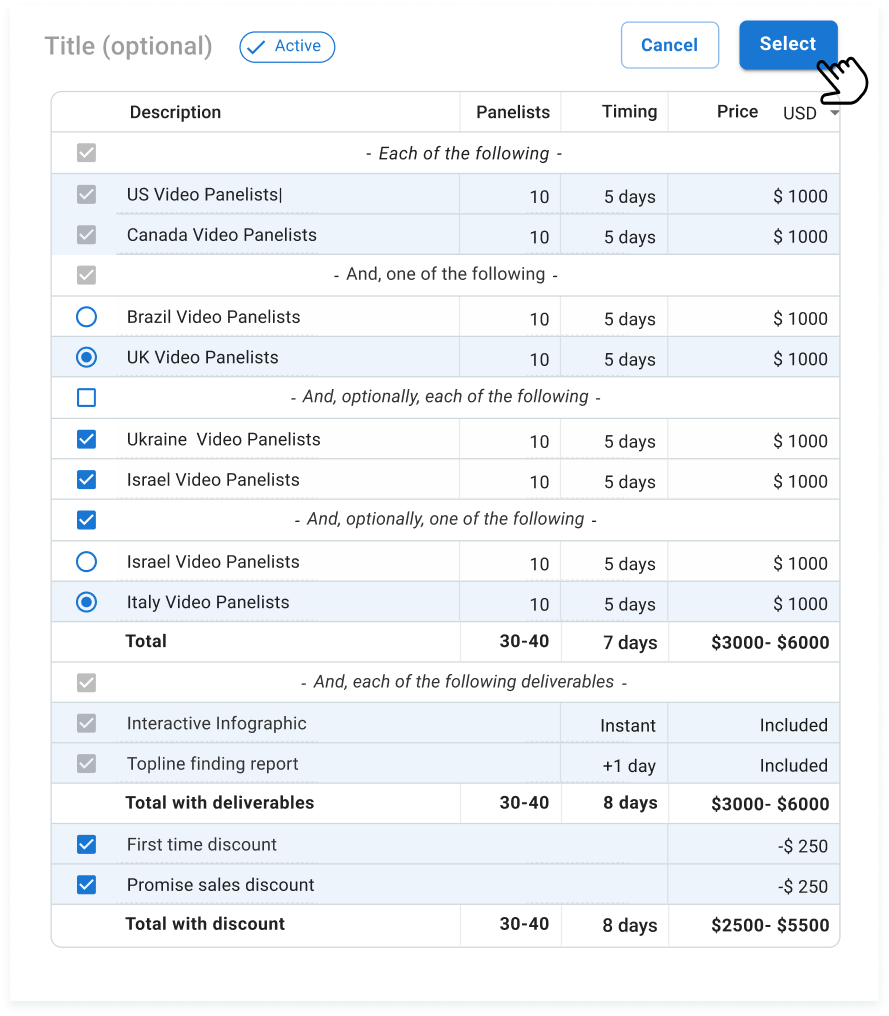 Title (optional) Active Cancel Select
Description Panelists Timing Price USD
- Each of the following -
US Video Panelists| 10 5 days $ 1000
Canada Video Panelists 10 5 days $ 1000
- And, one of the following -
Brazil Video Panelists 10 5 days $ 1000
UK Video Panelists 10 5 days $ 1000
- And, optionally, each of the following -
Ukraine  Video Panelists 10 5 days $ 1000
Israel Video Panelists 10 5 days $ 1000
- And, optionally, one of the following -
Israel Video Panelists 10 5 days $ 1000
Italy Video Panelists 10 5 days $ 1000
Total 30-40 7 days $3000- $6000
- And, each of the following deliverables -
Interactive Infographic Instant Included
Topline finding report +1 day Included
Total with deliverables 30-40 8 days $3000- $6000
First time discount -$ 250
Promise sales discount -$ 250
Total with discount 30-40 8 days $2500- $5500